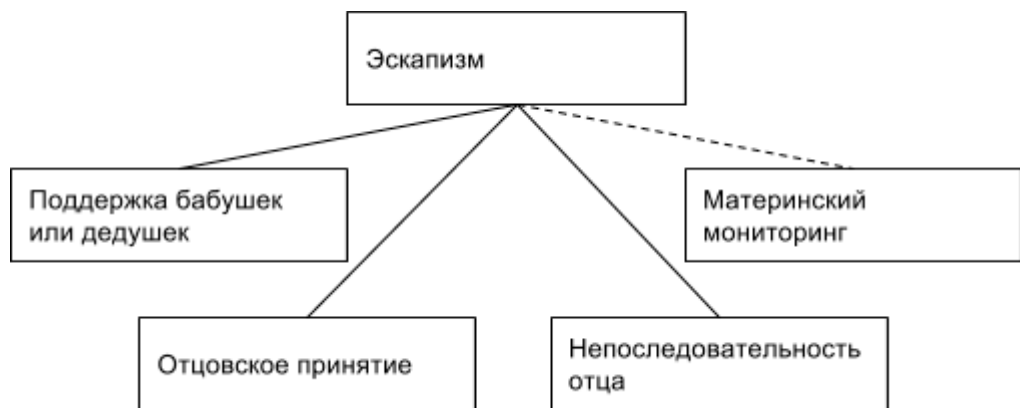 Эскапизм
Поддержка бабушек
или дедушек
Материнский
мониторинг
Отцовское принятие
Непоследовательность
отца